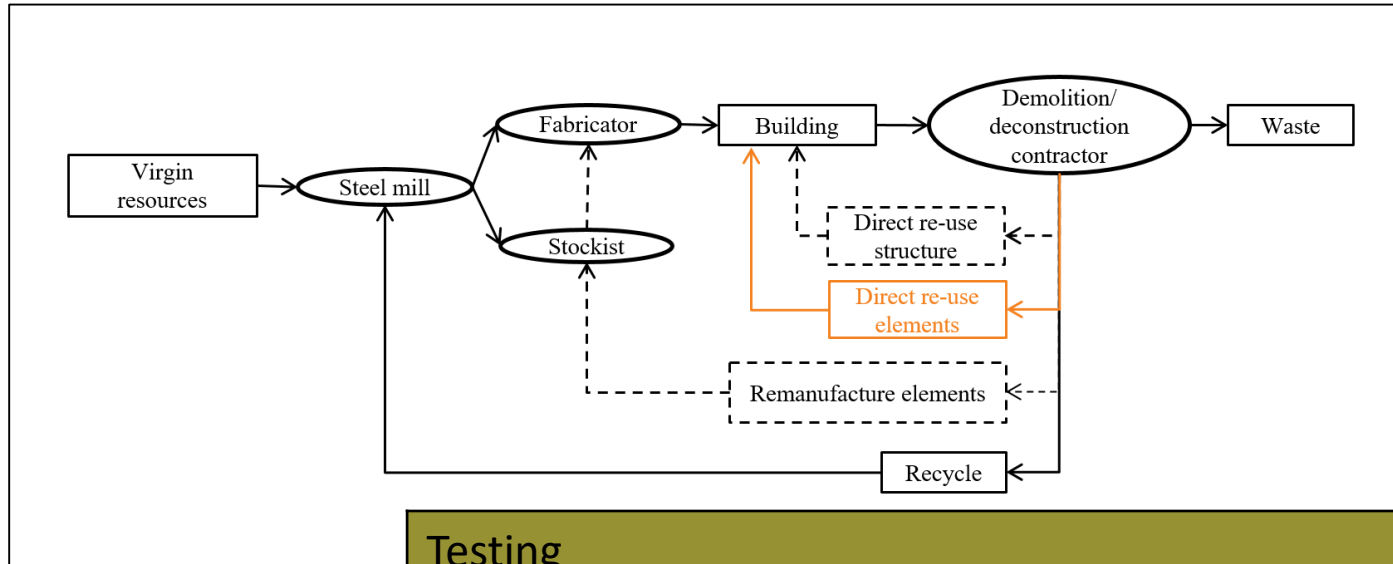 Virgin
resources
Steel mill
Fabricator
Stockist
Building
Demolition/
deconstruction
contractor
Waste
Direct re-use
structure
Direct re-use
elements
Remanufacture elements
Recycle
Testing